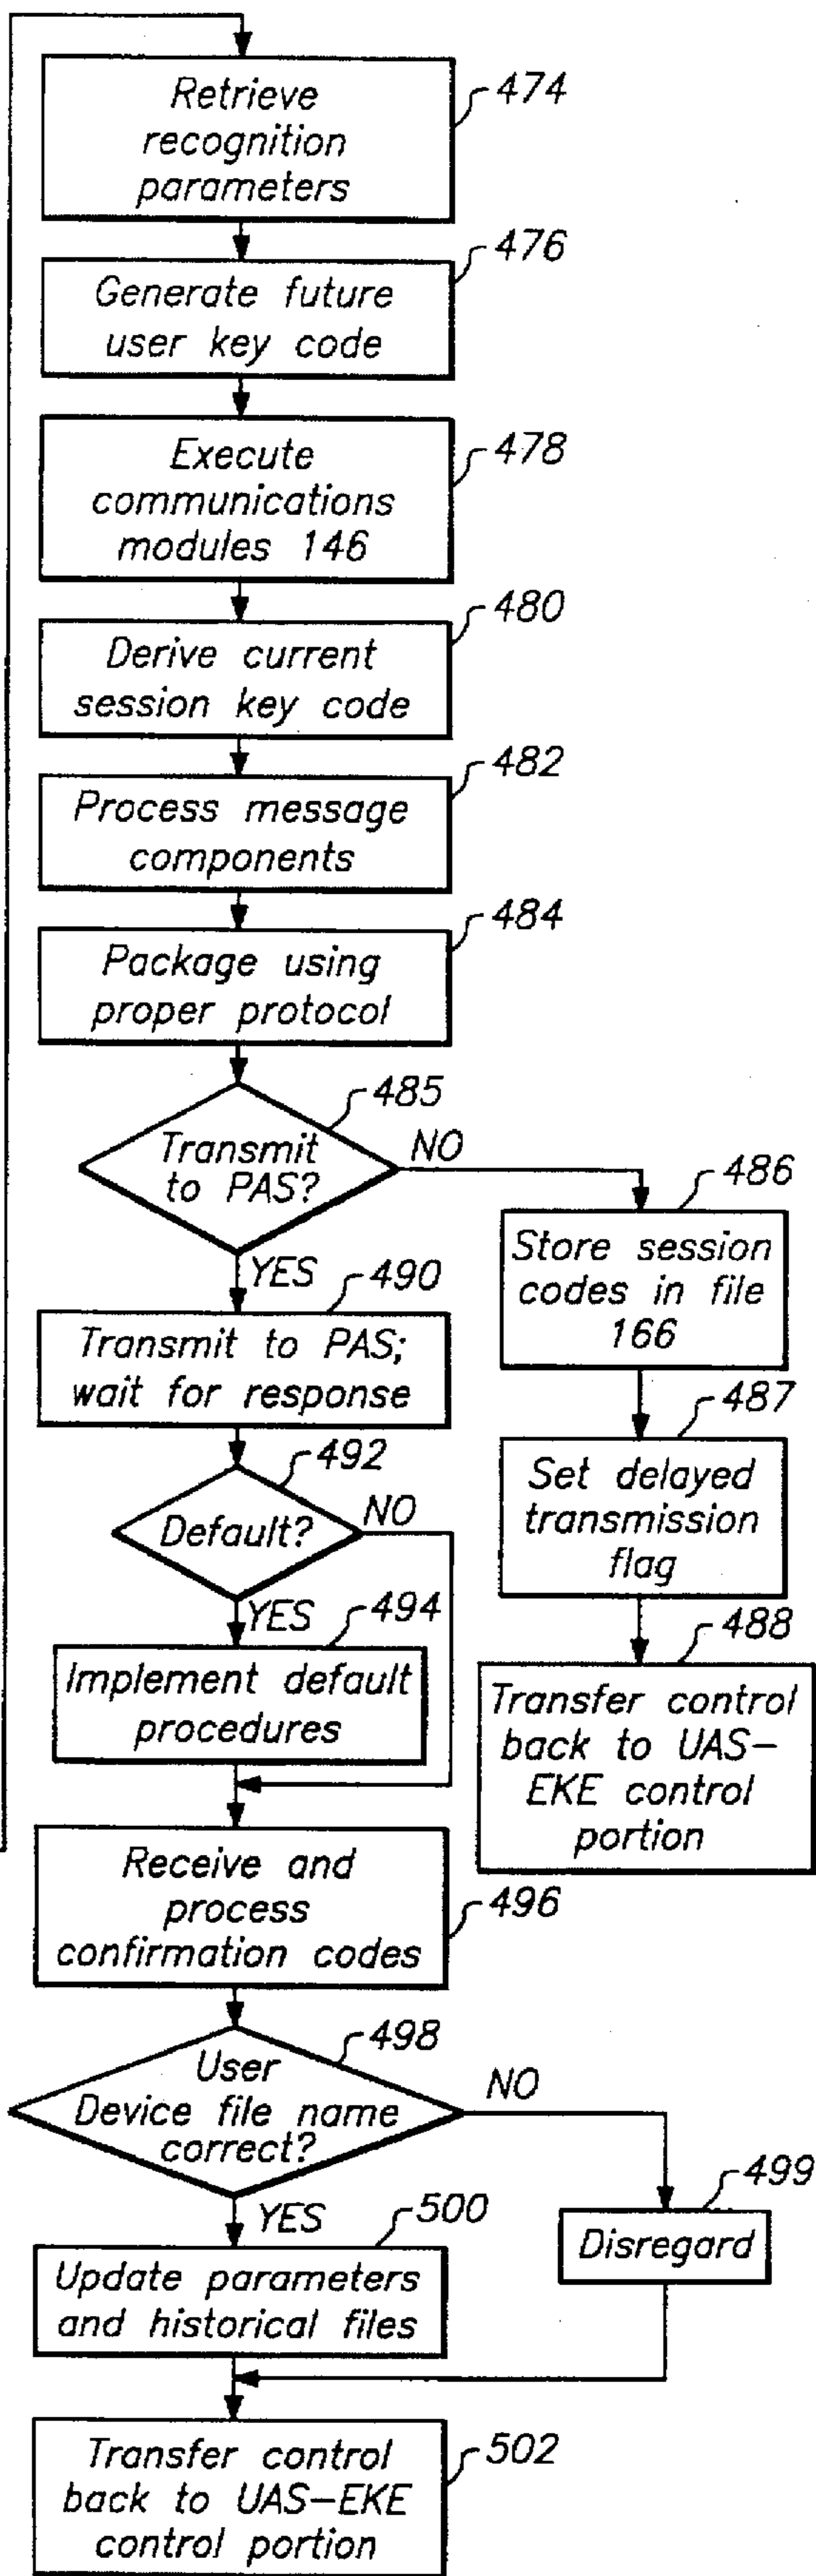 Retrieve
recognition
parameters
474
Generate future
user key code
476
Execute
communications
modules 146
478
Derive current
session key code
480
Process message
components
482
Package using
proper protocol
484
Transmit
to PAS?
485
NO
YES
Store session
codes in file
166
486
Set delayed
transmission
flag
487
Transfer control
back to UAS-
EKE control
portion
488
Transmit to PAS;
wait for response
490
Default?
492
NO
YES
Implement default
procedures
494
Receive and
process
confirmation codes
496
User
Device file name
correct?
498
NO
YES
Disregard
499
Update parameters
and historical files
500
Transfer control
back to UAS-EKE
control portion
502